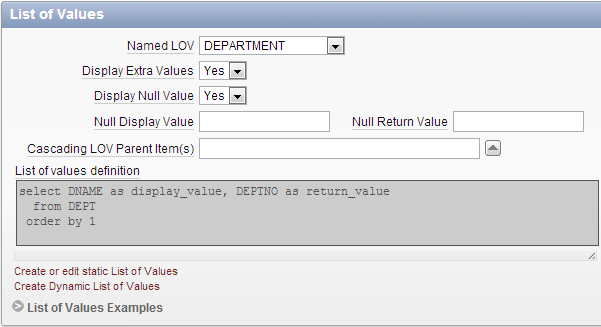 List of Values
Named LOV DEPARTMENT
Display Extra Values Yes
Display Null Value Yes
Null Display Value Null Return Value
Cascading LOV Parent Item(s)
List of values definition
select DNAME as display_value, DEPTNO as return_value
from DEPT
order by 1
Create or edit static List of Values
Create Dynamic List of Values
List of Values Examples